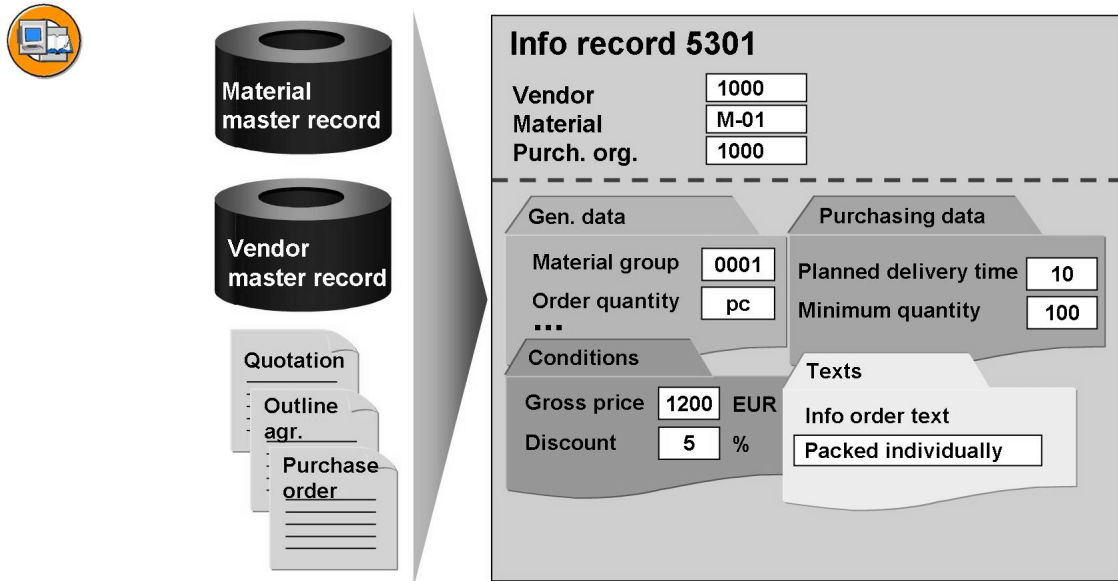 Material
master record
Vendor
master record
Quotation
Outline
agr.
Purchase
order
Info record 5301
Vendor 1000
Material M-01
Purch. org. 1000
Gen. data
Material group 0001
Order quantity pc
...
Purchasing data
Planned delivery time 10
Minimum quantity 100
Conditions
Gross price 1200 EUR
Discount 5 %
Texts
Info order text
Packed individually